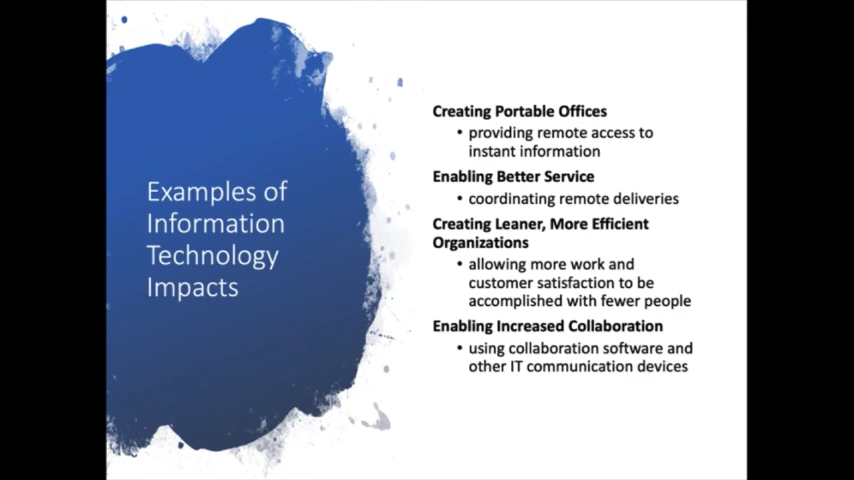 Examples of
Information
Technology
Impacts
Creating Portable Offices
• providing remote access to
instant information
Enabling Better Service
• coordinating remote deliveries
Creating Leaner, More Efficient
Organizations
• allowing more work and
customer satisfaction to be
accomplished with fewer people
Enabling Increased Collaboration
• using collaboration software and
other IT communication devices